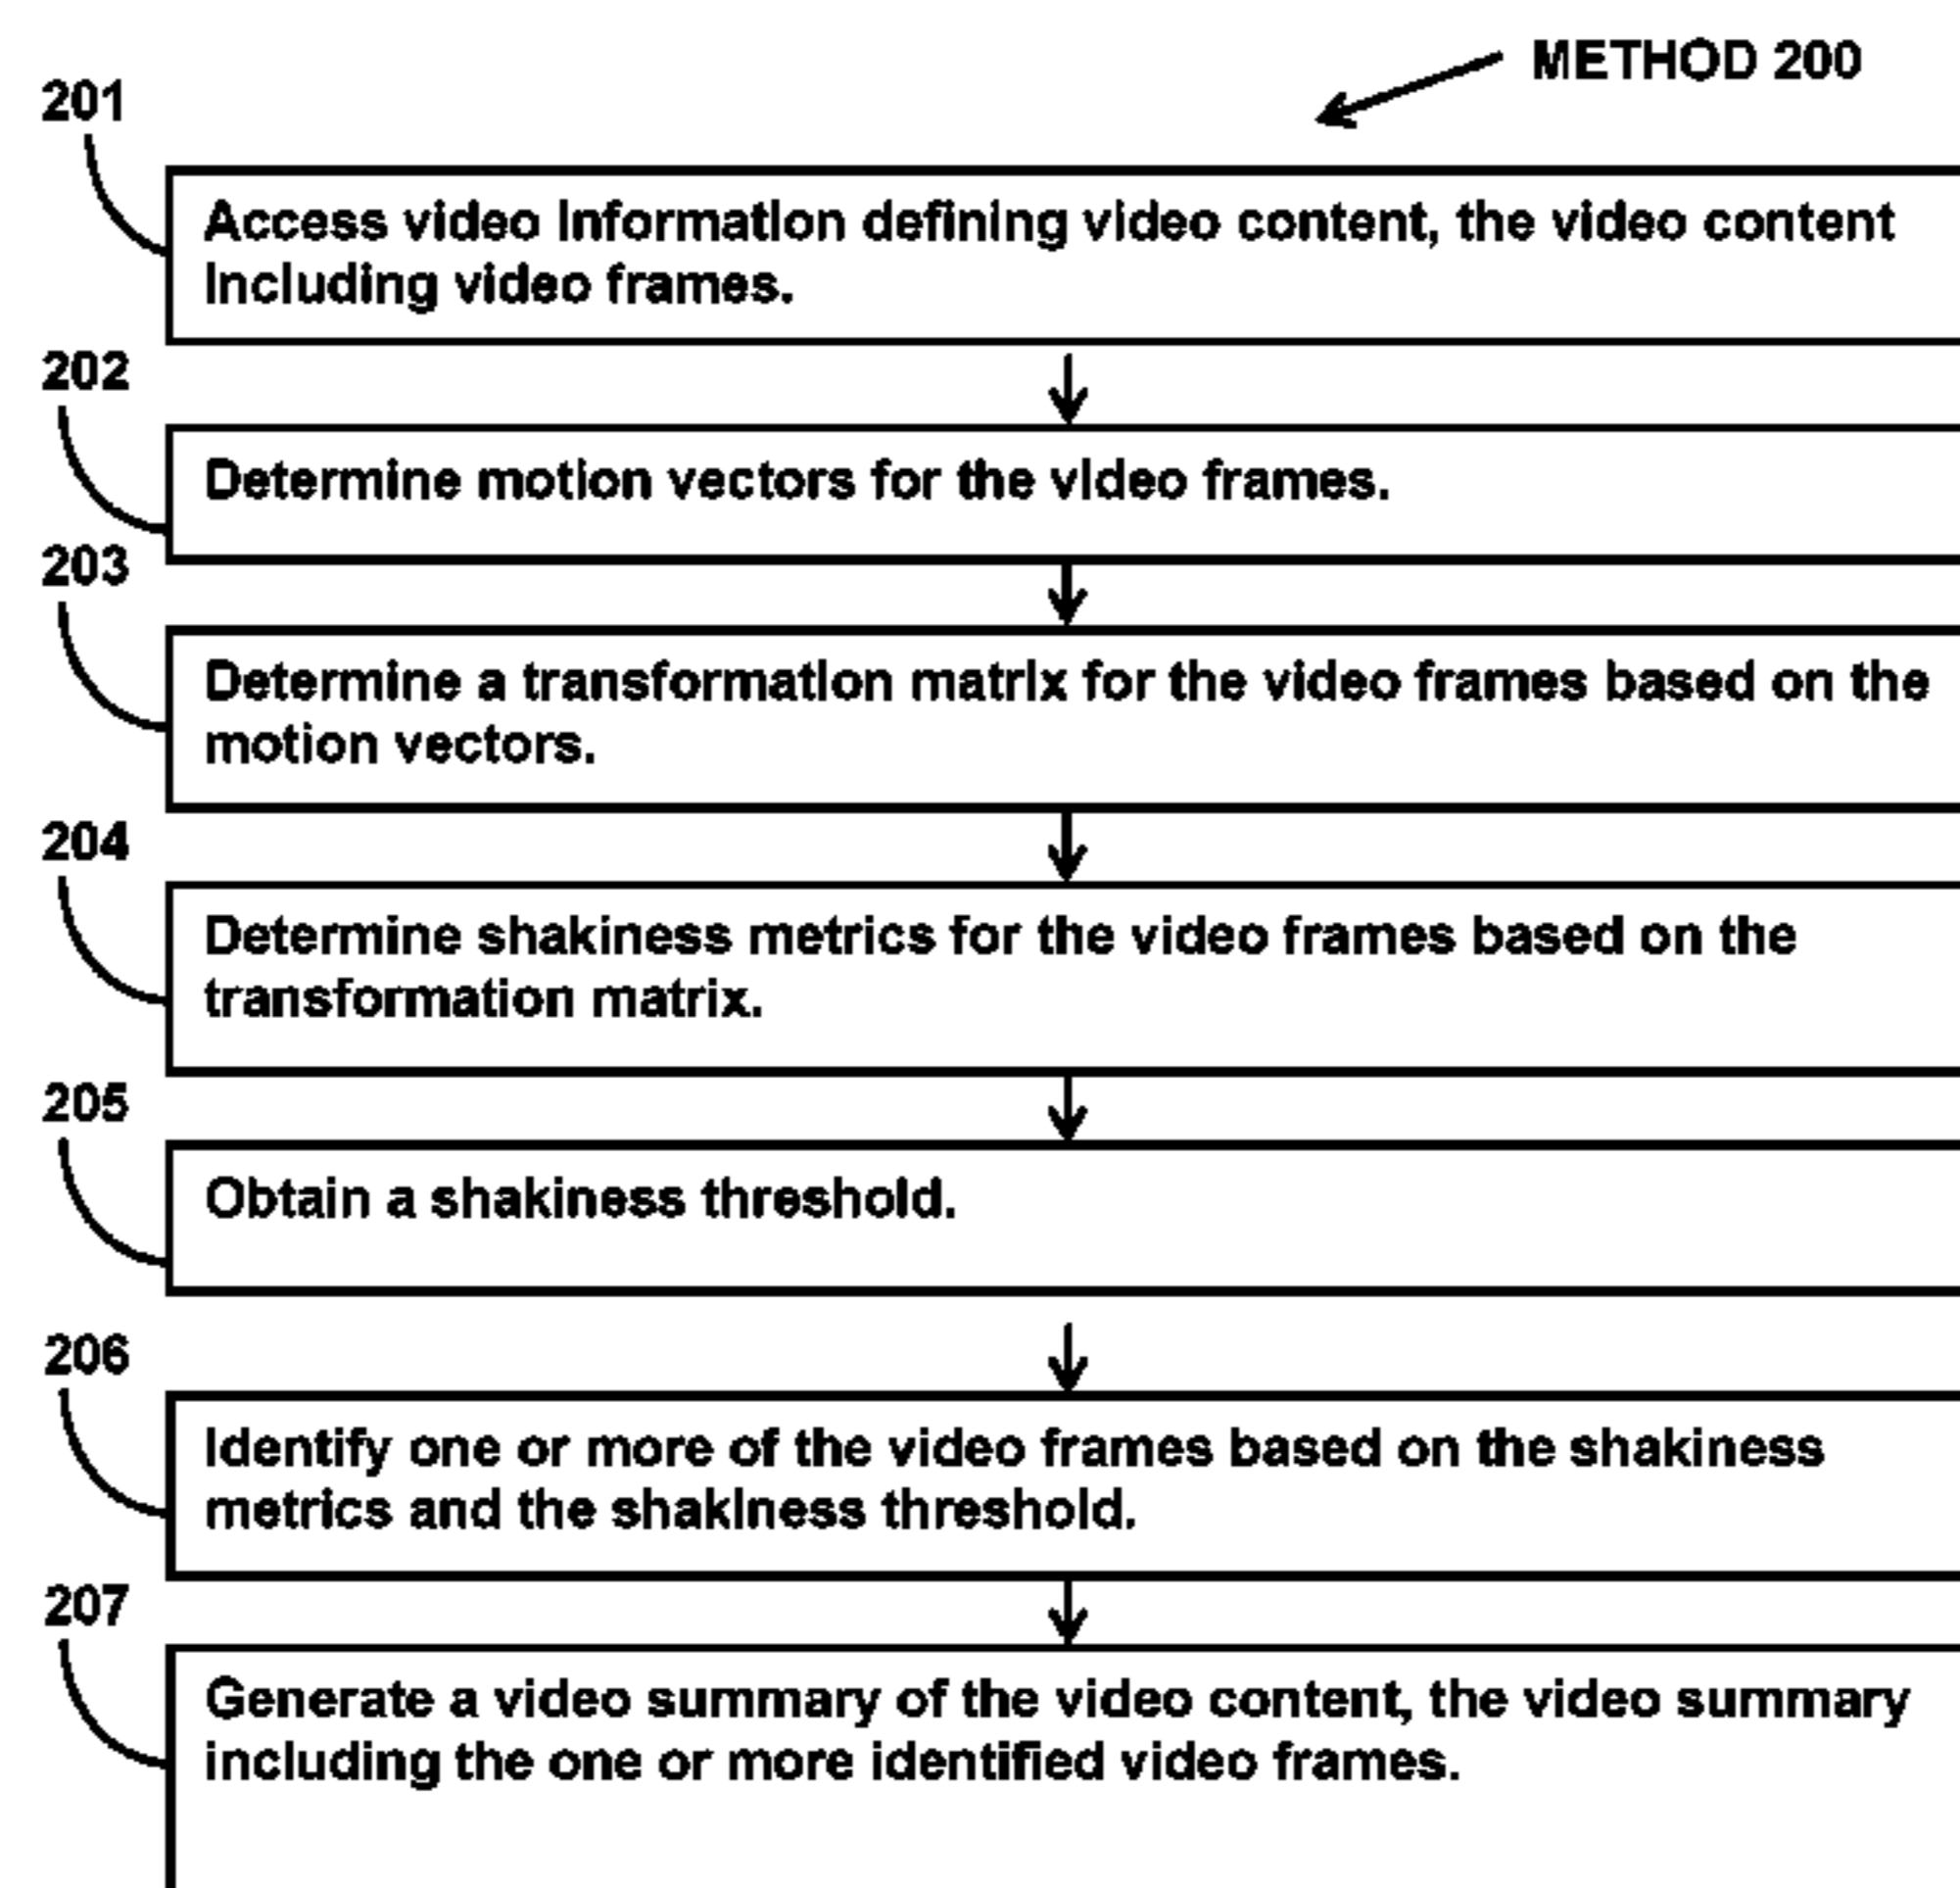 METHOD 200
201
Access video information defining video content, the video content
including video frames.
202
Determine motion vectors for the video frames.
203
Determine a transformation matrix for the video frames based on the
motion vectors.
204
Determine shakiness metrics for the video frames based on the
transformation matrix.
205
Obtain a shakiness threshold.
206
Identify one or more of the video frames based on the shakiness
metrics and the shakiness threshold.
207
Generate a video summary of the video content, the video summary
including the one or more identified video frames.